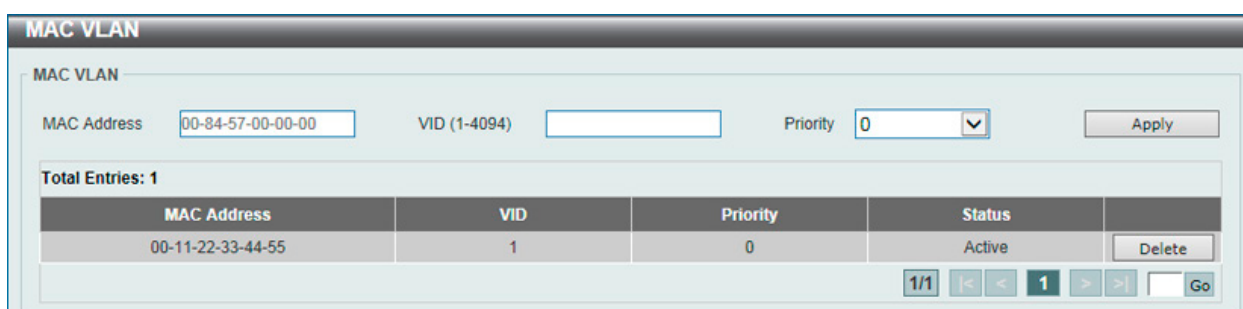 MAC VLAN
MAC VLAN
MAC Address 00-84-57-00-00-00 VID (1-4094) Priority 0 Apply
Total Entries: 1
MAC Address VID Priority Status
00-11-22-33-44-55 1 0 Active Delete
1/1 |< < 1 > >| Go